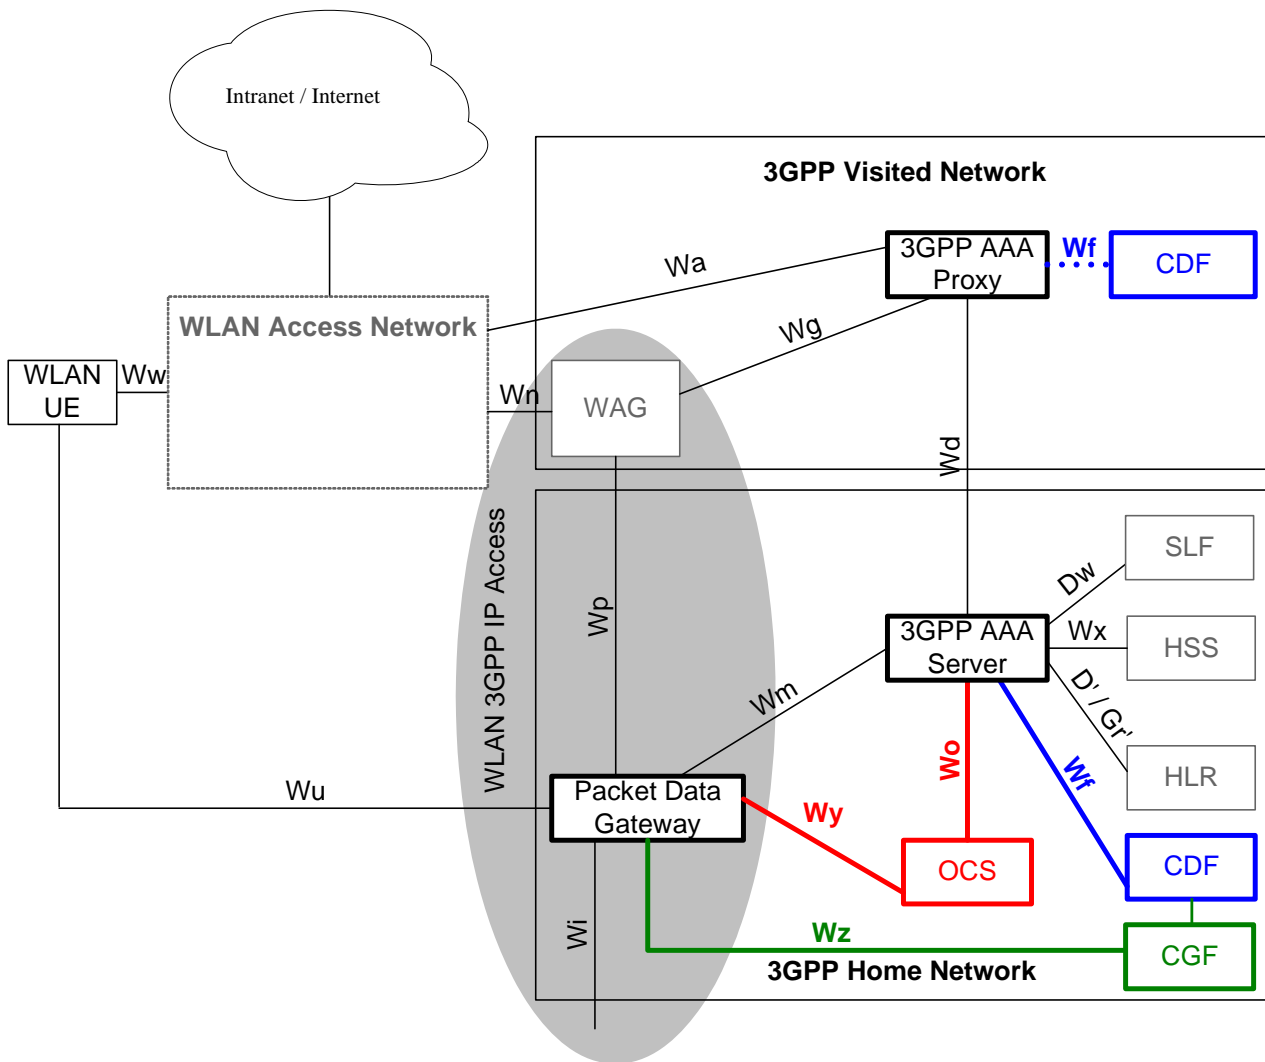 Intranet / Internet
3GPP Visited Network
3GPP AAA
Proxy
Wf
CDF
Wa
WLAN Access Network
Wg
WLAN
UE
Ww
Wn
WAG
Wd
WLAN 3GPP IP Access
Wp
SLF
Dw
3GPP AAA
Server
Wx
HSS
Wm
D' / Gr'
Wo
Wf
HLR
Wu
Packet Data
Gateway
Wy
OCS
CDF
Wi
Wz
CGF
3GPP Home Network